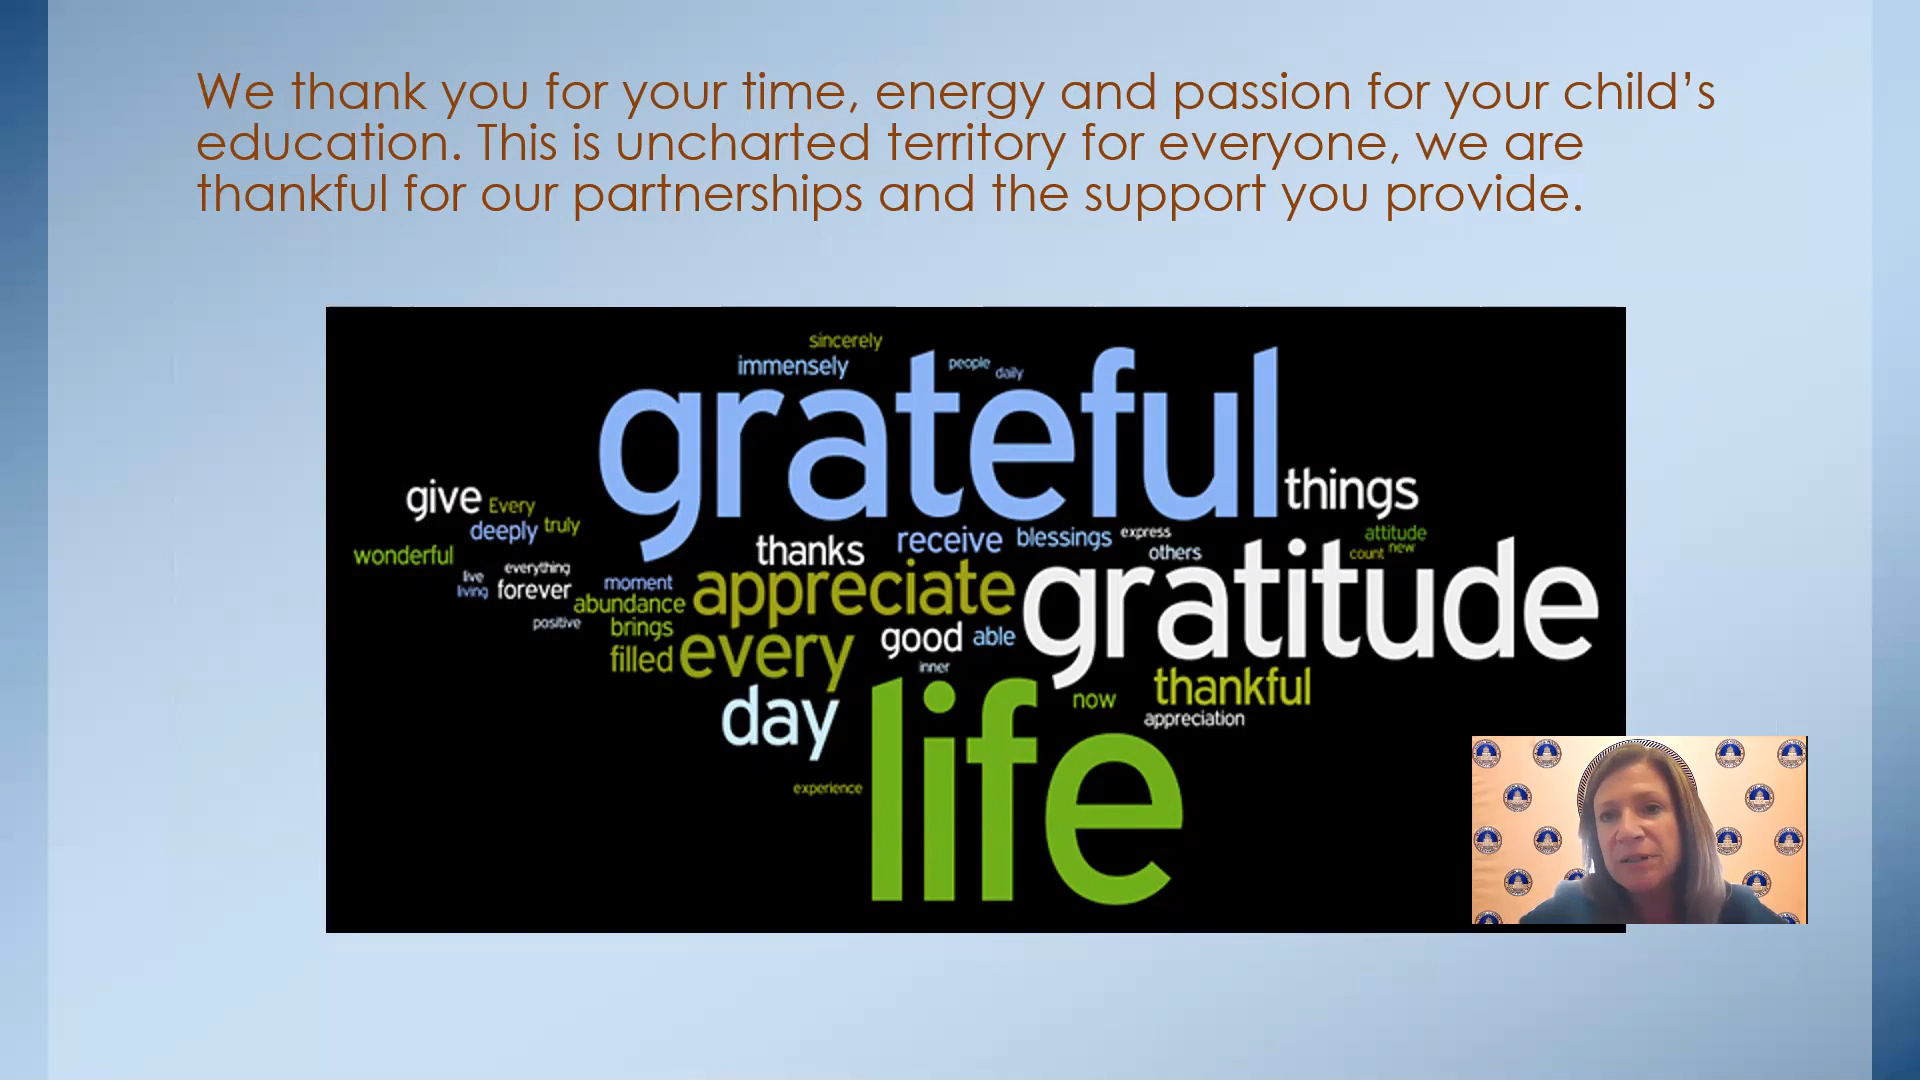 We thank you for your time, energy and passion for your child’s
education. This is uncharted territory for everyone, we are
thankful for our partnerships and the support you provide.
sincerely
immensely people daily
grateful
things
give Every
deeply truly
wonderful
thanks receive blessings express
others
attitude
count new
live everything
living forever
moment
abundance
appreciate
gratitude
positive
brings
filled
every
good able
inner
day
life
now
thankful
appreciation
experience